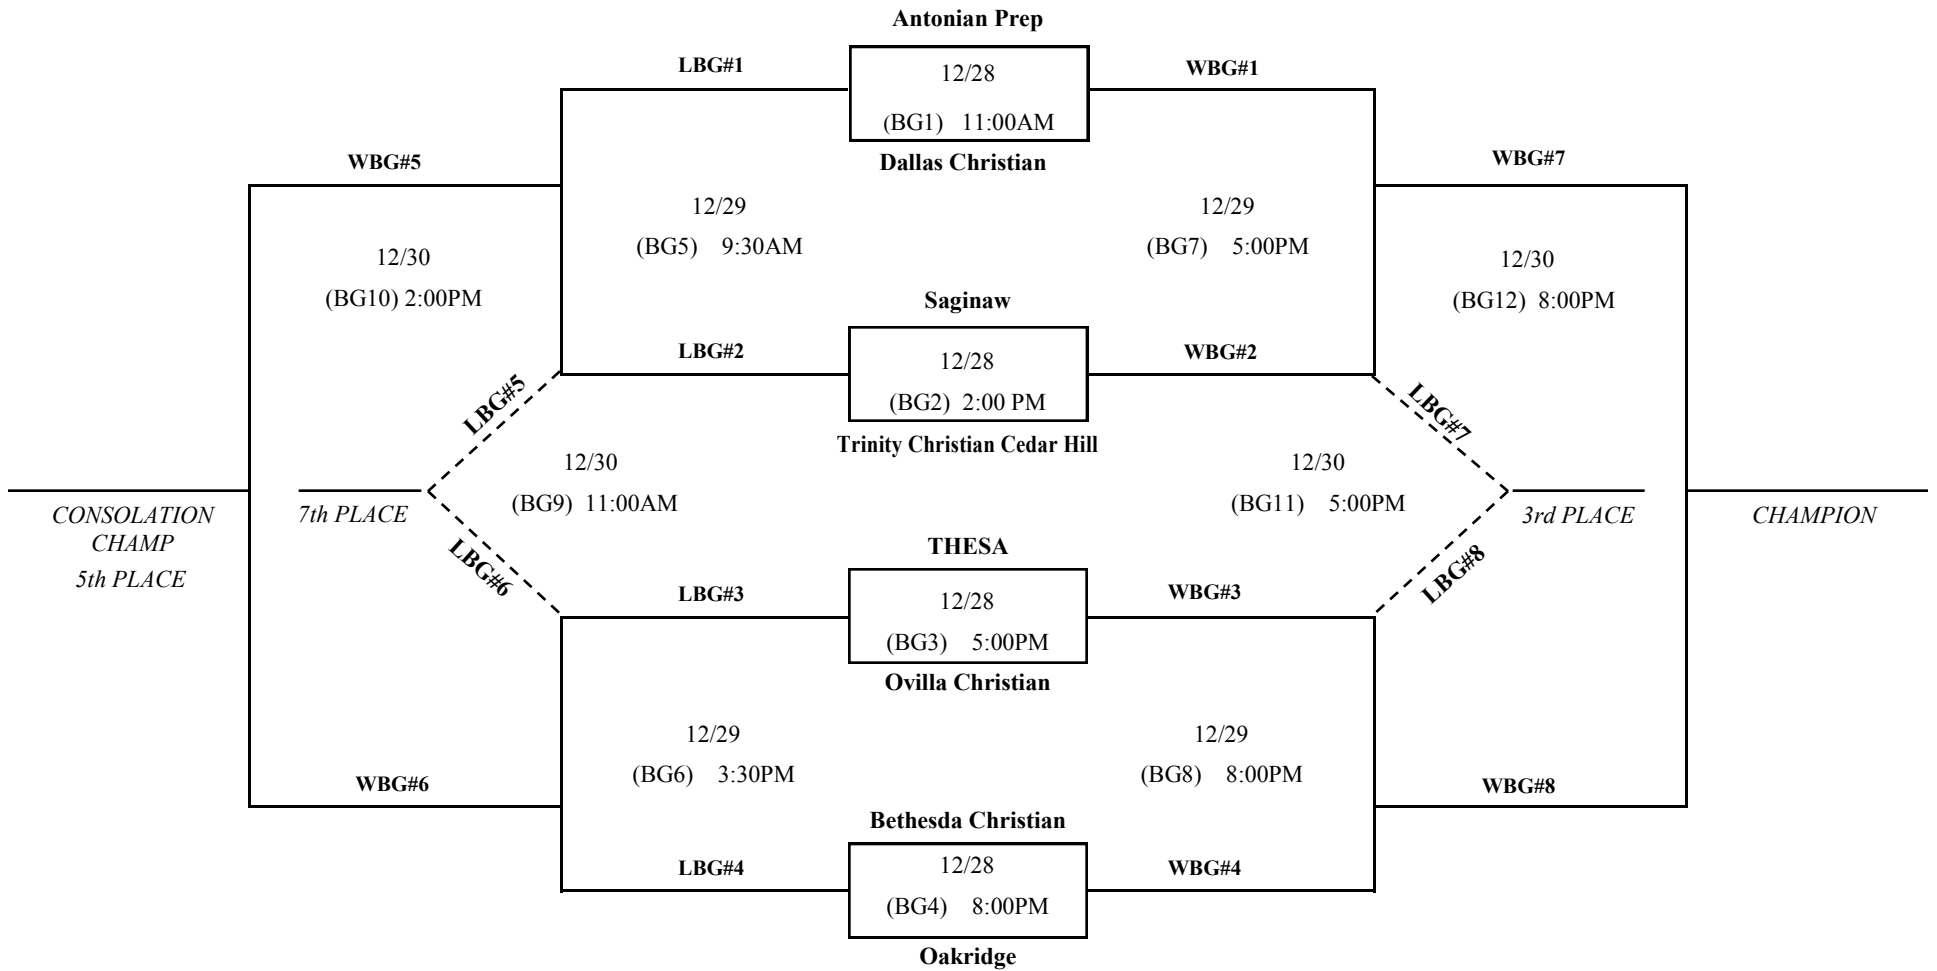 Antonian Prep
LBG#1
12/28
WBG#1
(BG1) 11:00AM
Dallas Christian
WBG#5
WBG#7
12/29
(BG5) 9:30AM
12/29
(BG7) 5:00PM
12/30
(BG10) 2:00PM
12/30
(BG12) 8:00PM
Saginaw
LBG#2
12/28
WBG#2
(BG2) 2:00 PM
Trinity Christian Cedar Hill
LBG#5
LBG#7
12/30
(BG9) 11:00AM
12/30
(BG11) 5:00PM
CONSOLATION
CHAMP
5th PLACE
7th PLACE
3rd PLACE
CHAMPION
LBG#6
LBG#8
THESA
LBG#3
12/28
WBG#3
(BG3) 5:00PM
Ovilla Christian
12/29
(BG6) 3:30PM
12/29
(BG8) 8:00PM
WBG#6
WBG#8
Bethesda Christian
LBG#4
12/28
WBG#4
(BG4) 8:00PM
Oakridge